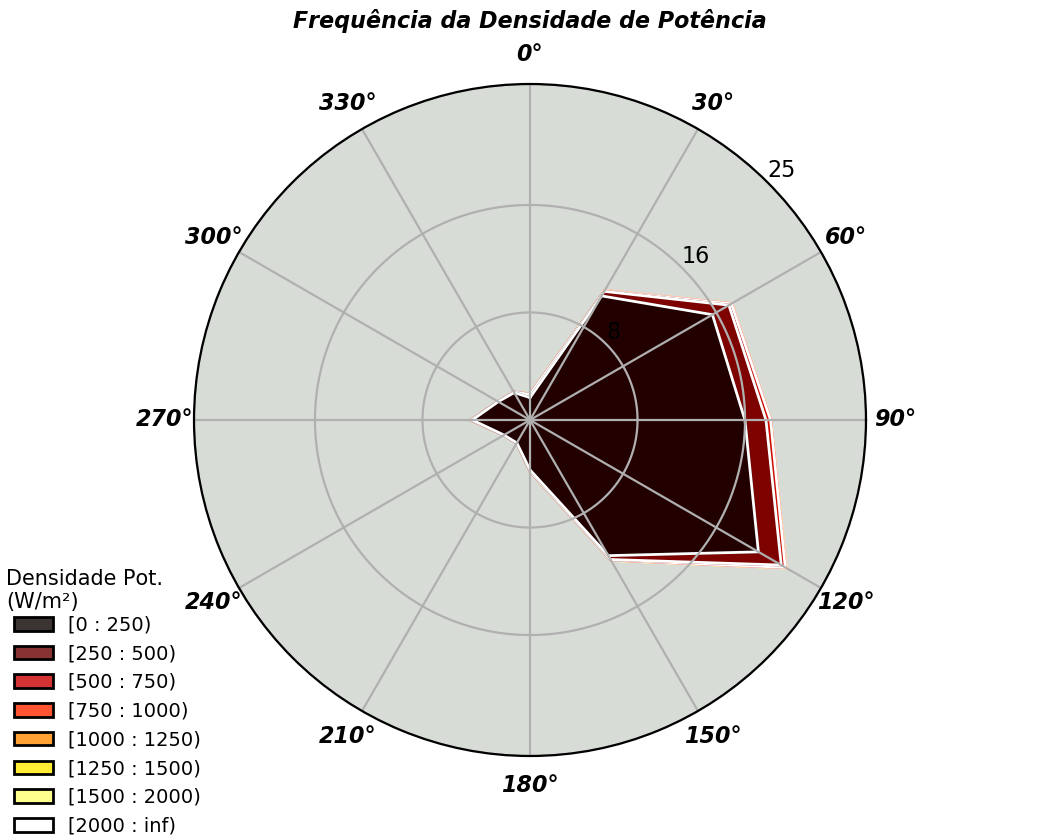 Frequência da Densidade de Potência
0°
330°
30°
25
300°
60°
16
8
270°
90°
Densidade Pot.
(W/m²)
240°
120°
[0 : 250)
[250 : 500)
[500 : 750)
[750 : 1000)
210°
150°
[1000 : 1250)
[1250 : 1500)
180°
[1500 : 2000)
[2000 : inf)